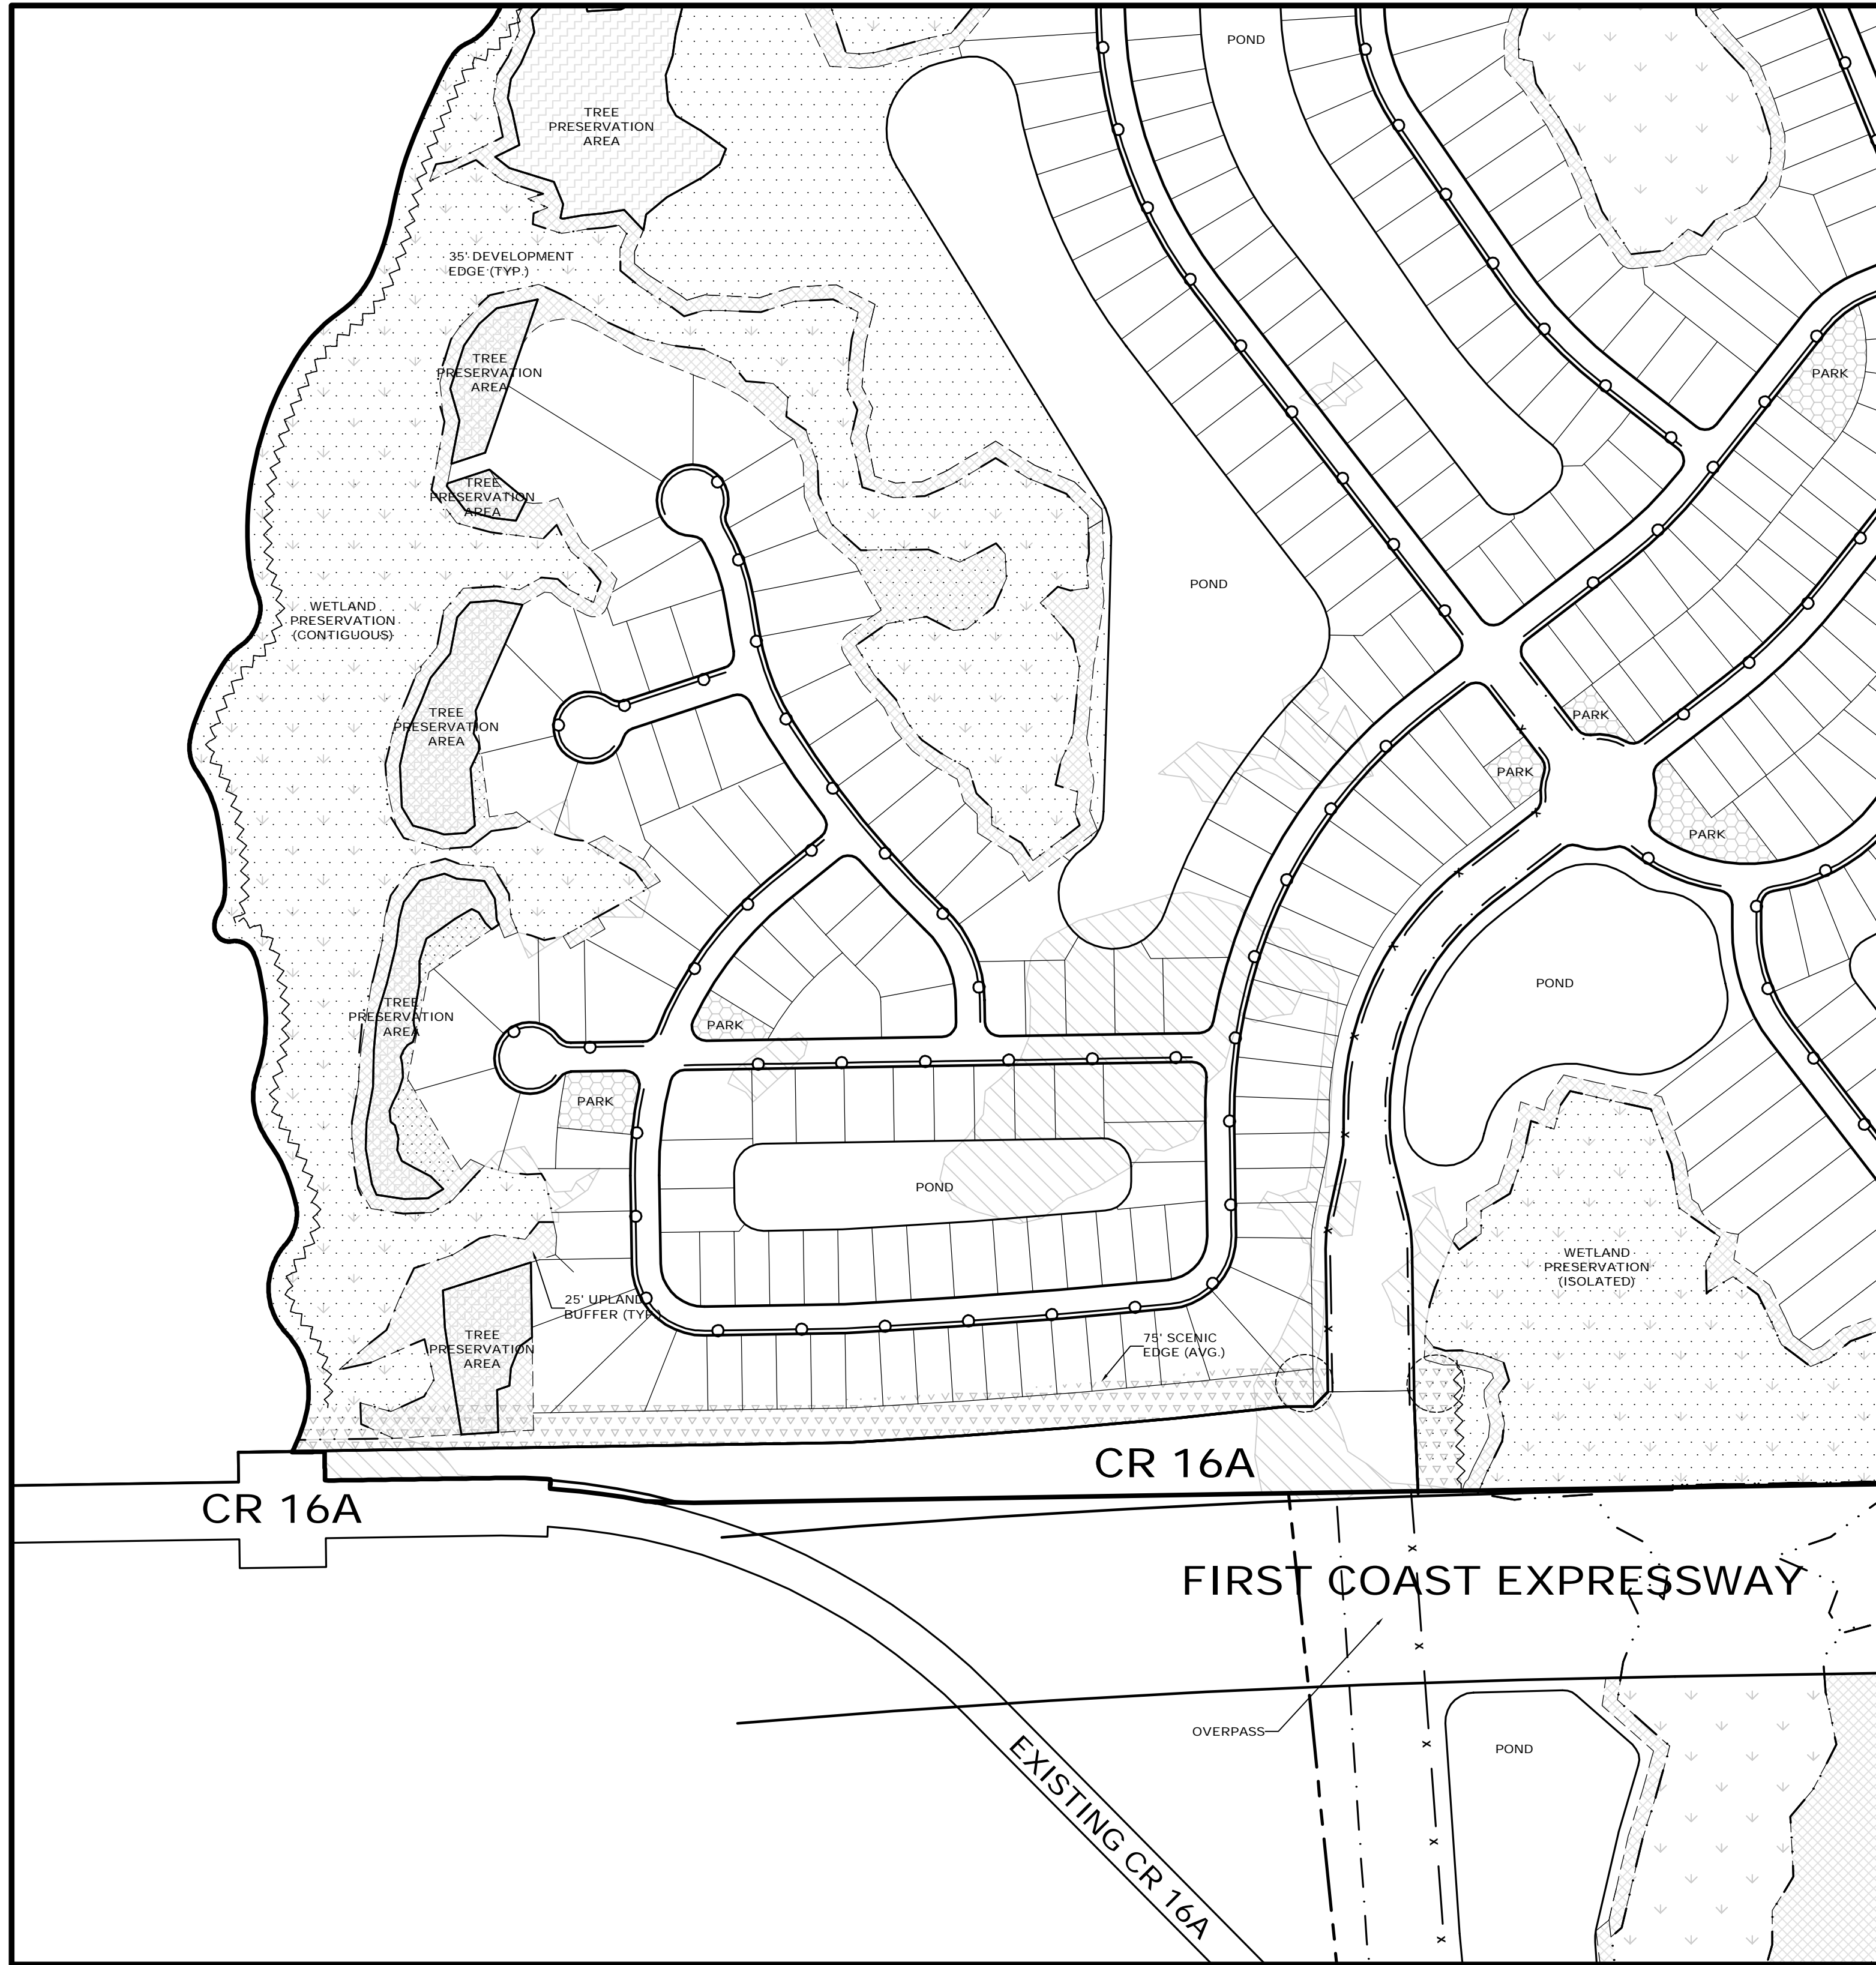 POND
TREE
PRESERVATION
AREA
35' DEVELOPMENT
EDGE (TYP.)
TREE
PRESERVATION
AREA
PARK
TREE
PRESERVATION
AREA
POND
WETLAND
PRESERVATION
(CONTIGUOUS)
TREE
PRESERVATION
AREA
PARK
PARK
PARK
POND
TREE
PRESERVATION
AREA
PARK
PARK
POND
WETLAND
PRESERVATION
(ISOLATED)
25' UPLAND
BUFFER (TYP.)
TREE
PRESERVATION
AREA
75' SCENIC
EDGE (AVG.)
CR 16A
CR 16A
FIRST COAST EXPRESSWAY
OVERPASS
POND
EXISTING CR 16A